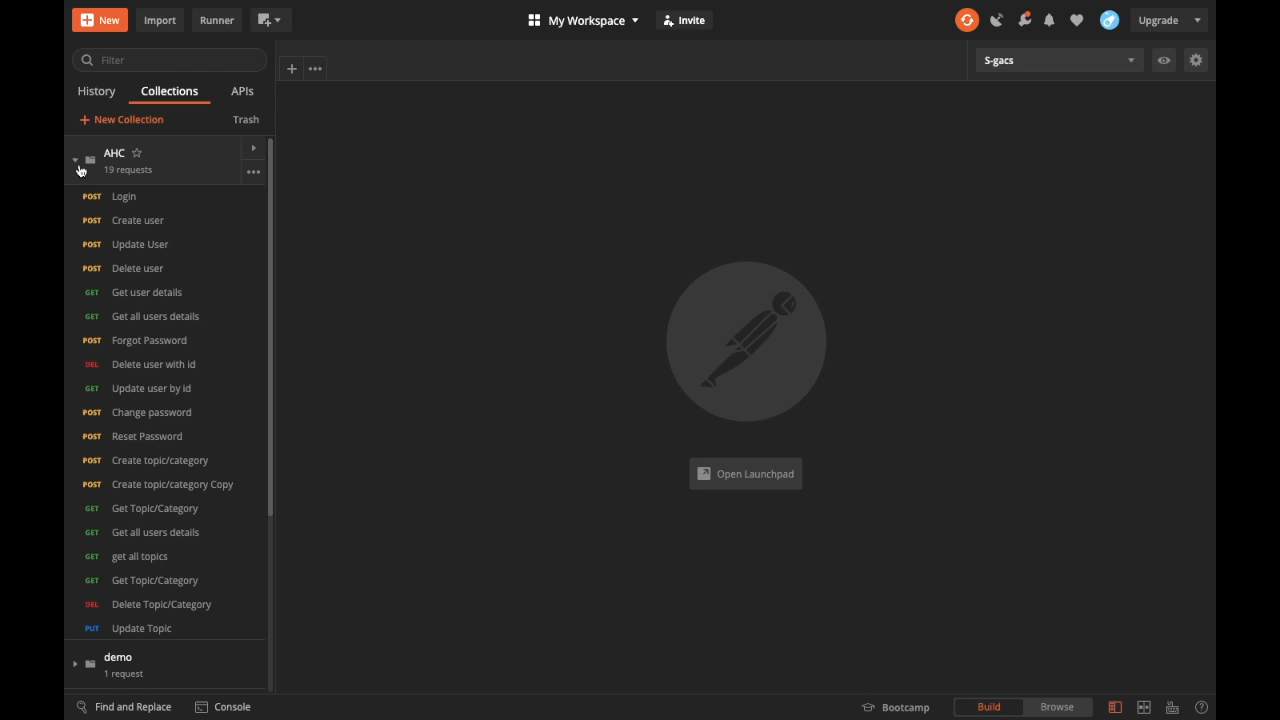 New
Import
Runner
My Workspace
Invite
Upgrade
Filter
S-gacs
History
Collections
APIs
New Collection
Trash
AHC
19 requests
POST Login
POST Create user
POST Update User
POST Delete user
GET Get user details
GET Get all users details
POST Forgot Password
DEL Delete user with id
GET Update user by id
POST Change password
POST Reset Password
POST Create topic/category
POST Create topic/category Copy
GET Get Topic/Category
GET Get all users details
GET get all topics
GET Get Topic/Category
DEL Delete Topic/Category
PUT Update Topic
demo
1 request
Open Launchpad
Find and Replace
Console
Bootcamp
Build
Browse